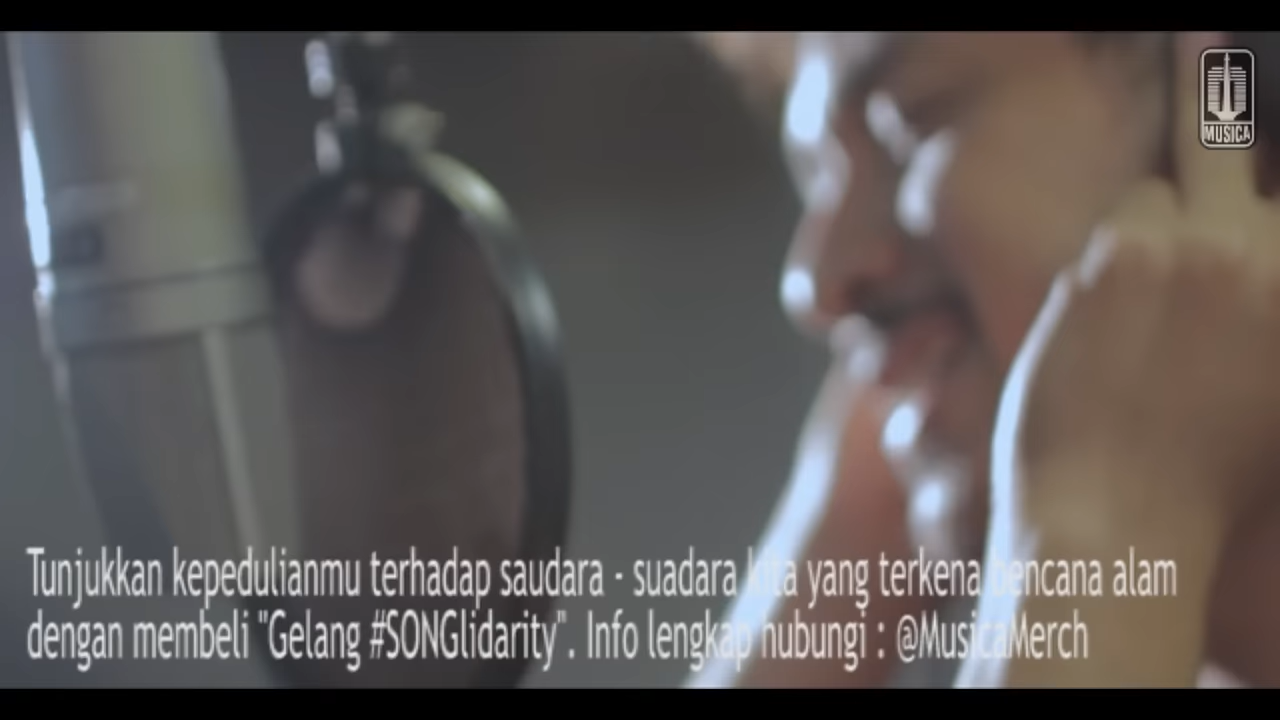 MUSICA
Tunjukkan kepedulianmu terhadap saudara - suadara kita yang terkena bencana alam
dengan membeli "Gelang #SONGlidarity". Info lengkap hubungi : @MusicaMerch